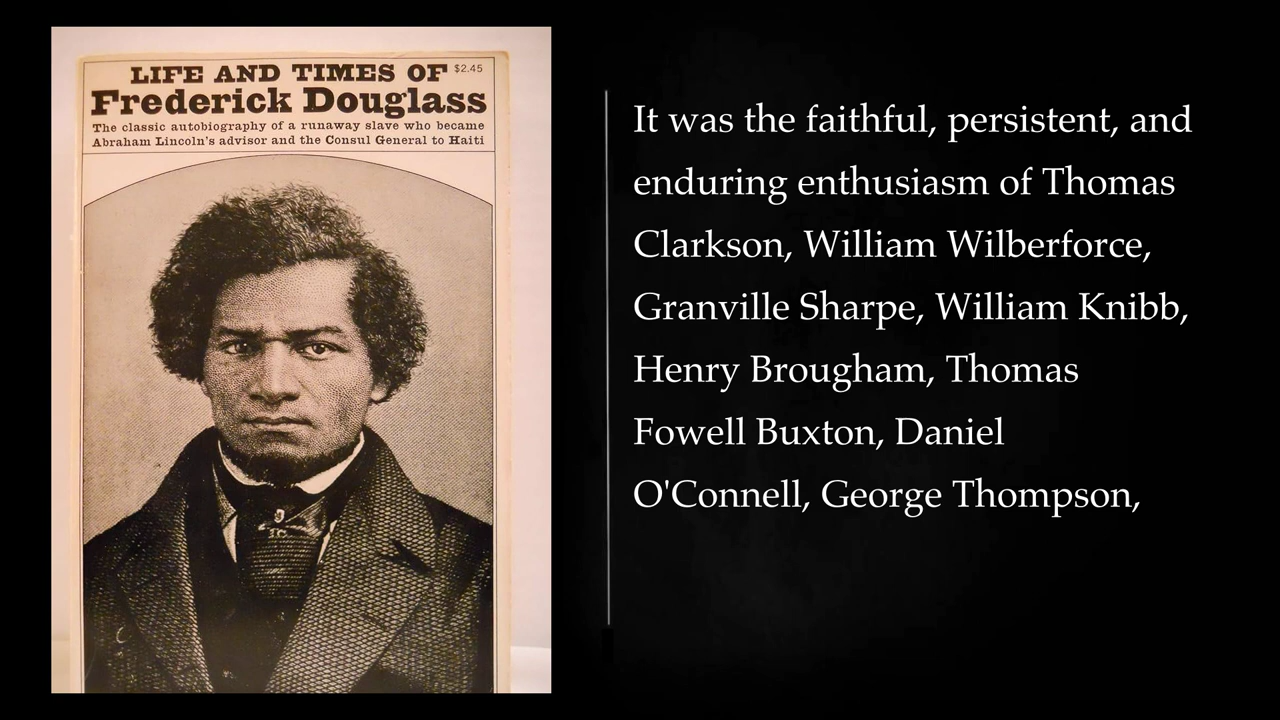 LIFE AND TIMES OF $2.45
Frederick Douglass
The classic autobiography of a runaway slave who became
Abraham Lincoln's advisor and the Consul General to Haiti
It was the faithful, persistent, and
enduring enthusiasm of Thomas
Clarkson, William Wilberforce,
Granville Sharpe, William Knibb,
Henry Brougham, Thomas
Fowell Buxton, Daniel
O'Connell, George Thompson,